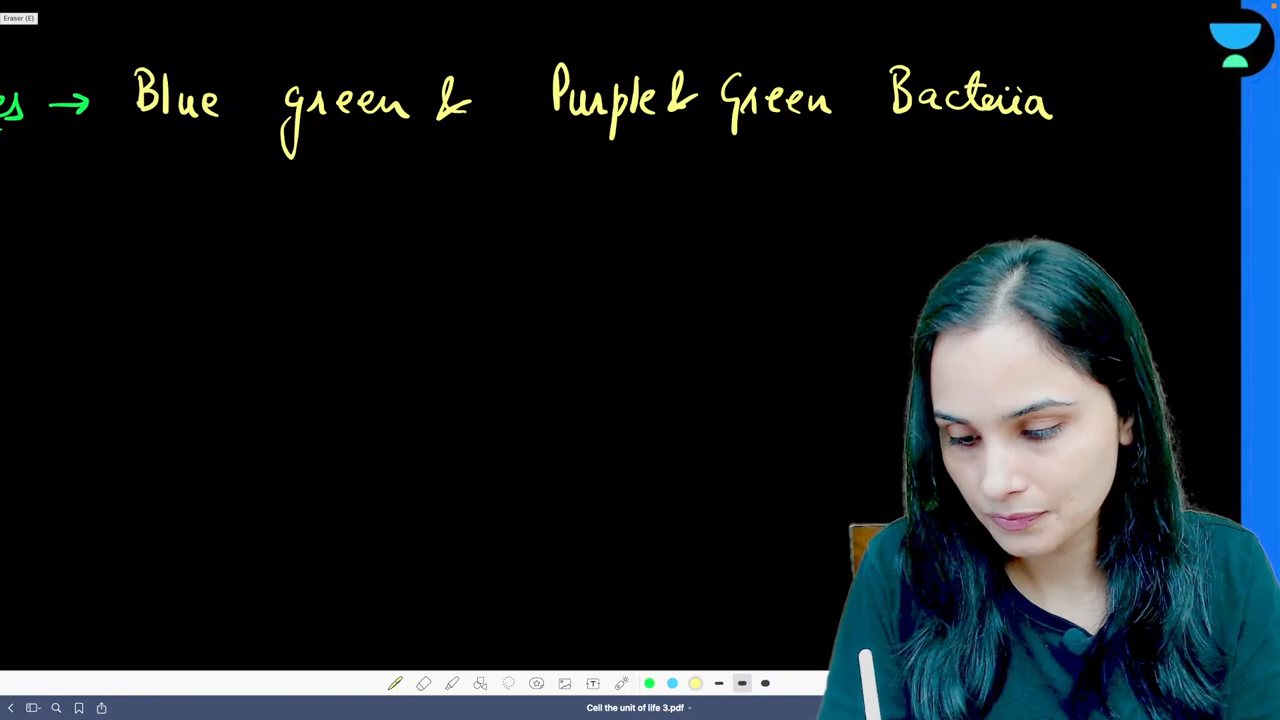 Eraser (E)
es → Blue green & Purple & Green Bacteria
Cell the unit of life 3.pdf